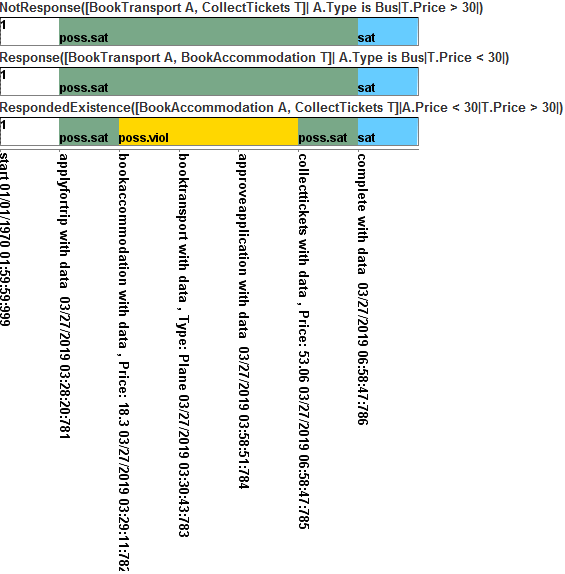 NotResponse([BookTransport A, CollectTickets T]| A.Type is Bus|T.Price > 30|)
1
poss.sat
sat
Response([BookTransport A, BookAccommodation T]| A.Type is Bus|T.Price < 30|)
1
poss.sat
sat
RespondedExistence([BookAccommodation A, CollectTickets T]|A.Price < 30|T.Price > 30|)
1
poss.sat
poss.viol
poss.sat
sat
start 01/01/1970 01:59:59:999
applyfortrip with data 03/27/2019 03:28:20:781
bookaccommodation with data , Price: 18.3 03/27/2019 03:29:11:782
booktransport with data , Type: Plane 03/27/2019 03:30:43:783
approveapplication with data 03/27/2019 03:58:51:784
collecttickets with data , Price: 53.06 03/27/2019 06:58:47:785
complete with data 03/27/2019 06:58:47:786